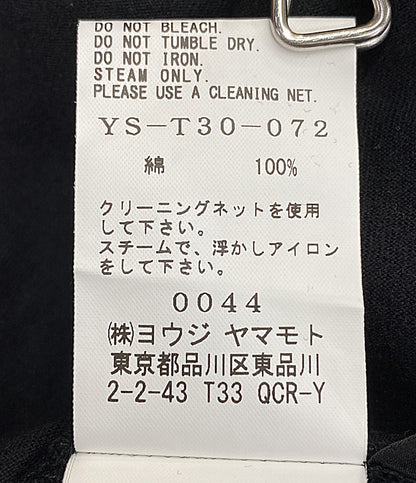 DO NOT BLEACH.
DO NOT TUMBLE DRY.
DO NOT IRON.
STEAM ONLY.
PLEASE USE A CLEANING NET.
YS-T30-072
綿 100%
クリーニングネットを使用
して下さい。
スチームで、浮かしアイロン
をして下さい。
0044
㈱ヨウジ ヤマモト
東京都品川区東品川
2-2-43 T33 QCR-Y